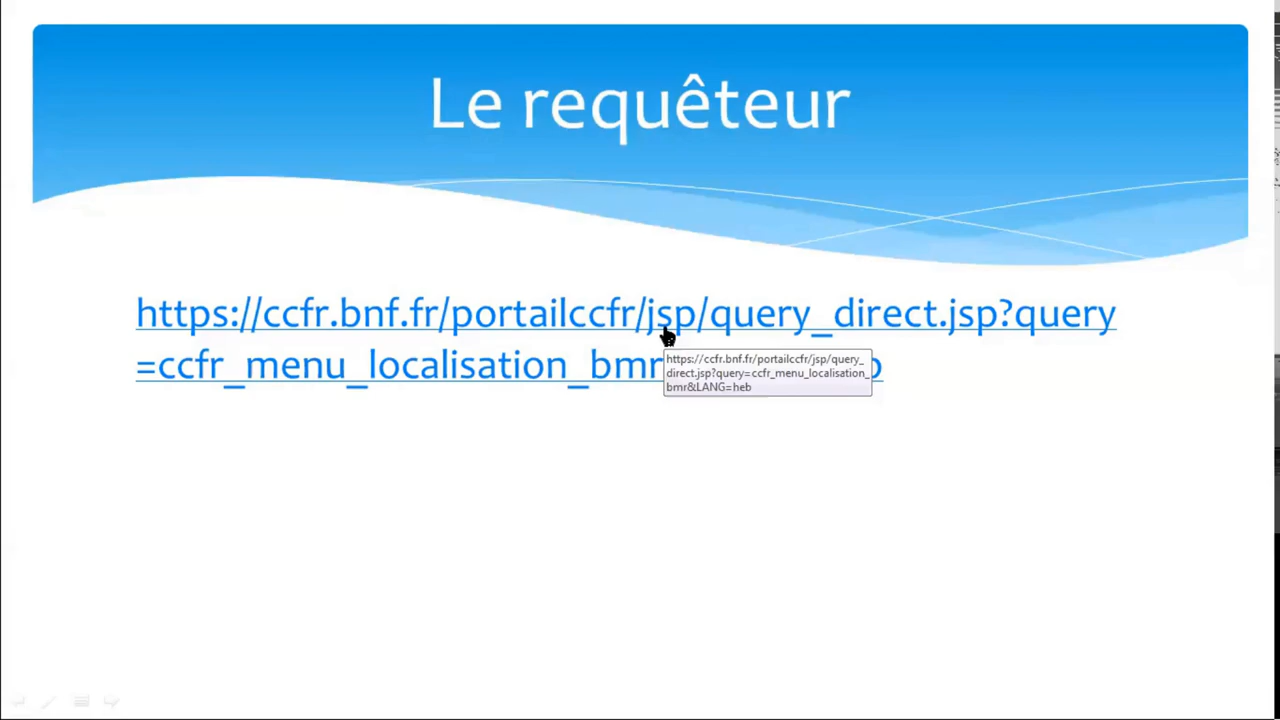 Le requêteur
https://ccfr.bnf.fr/portailccfr/jsp/query_direct.jsp?query
=ccfr_menu_localisation_bmr
https://ccfr.bnf.fr/portailccfr/jsp/query_
direct.jsp?query=ccfr_menu_localisation_
bmr&LANG=heb